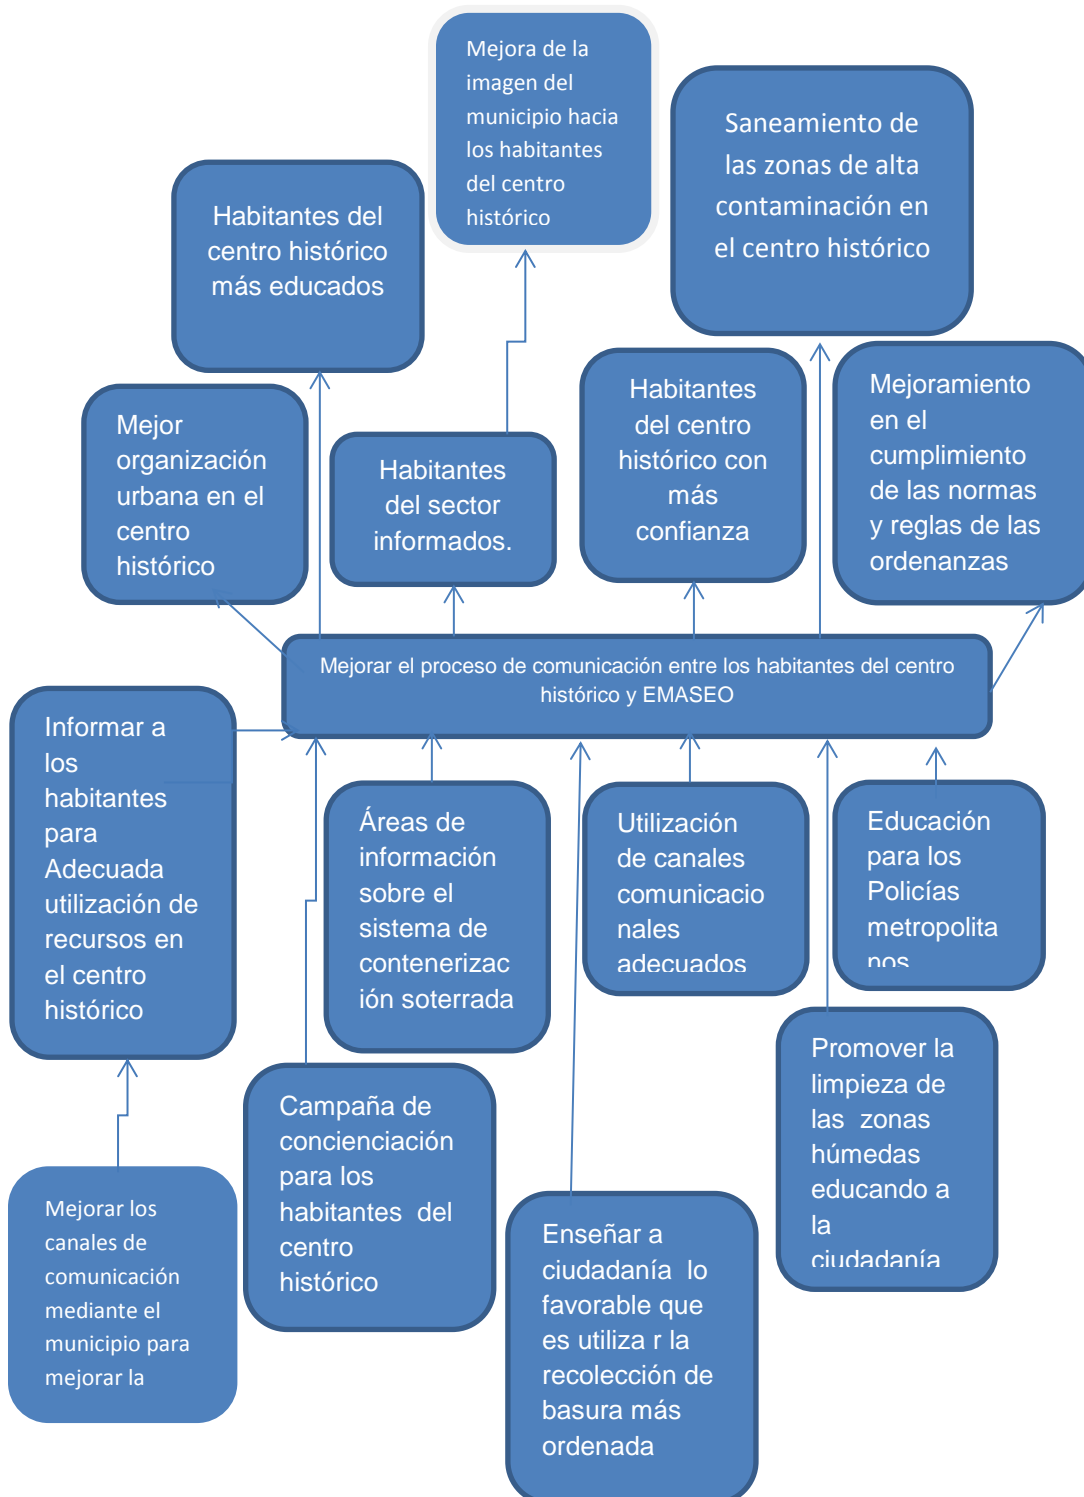 Mejora de la
imagen del
municipio hacia
los habitantes
del centro
histórico
Saneamiento de
las zonas de alta
contaminación en
el centro histórico
Habitantes del
centro histórico
más educados
Mejor
organización
urbana en el
centro
histórico
Habitantes
del sector
informados.
Habitantes
del centro
histórico con
más
confianza
Mejoramiento
en el
cumplimiento
de las normas
y reglas de las
ordenanzas
Mejorar el proceso de comunicación entre los habitantes del centro
histórico y EMASEO
Informar a
los
habitantes
para
Adecuada
utilización de
recursos en
el centro
histórico
Áreas de
información
sobre el
sistema de
contenerizac
ión soterrada
Utilización
de canales
comunicacio
nales
adecuados
Educación
para los
Policías
metropolita
nos
Campaña de
concienciación
para los
habitantes  del
centro
histórico
Promover la
limpieza de
las  zonas
húmedas
educando a
la
ciudadanía
Mejorar los
canales de
comunicación
mediante el
municipio para
mejorar la
Enseñar a
ciudadanía  lo
favorable que
es utiliza r la
recolección de
basura más
ordenada